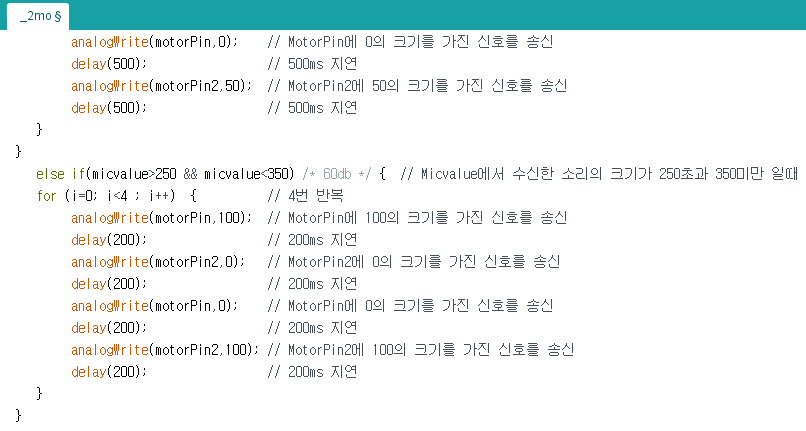 _2mo §
analogWrite(motorPin,0); // MotorPin에 0의 크기를 가진 신호를 송신
delay(500); // 500ms 지연
analogWrite(motorPin2,50); // MotorPin2에 50의 크기를 가진 신호를 송신
delay(500); // 500ms 지연
}
}
else if(micvalue>250 && micvalue<350) /* 60db */ { // Micvalue에서 수신한 소리의 크기가 250초과 350미만 일때
for (i=0; i<4 ; i++) { // 4번 반복
analogWrite(motorPin,100); // MotorPin에 100의 크기를 가진 신호를 송신
delay(200); // 200ms 지연
analogWrite(motorPin2,0); // MotorPin2에 0의 크기를 가진 신호를 송신
delay(200); // 200ms 지연
analogWrite(motorPin,0); // MotorPin에 0의 크기를 가진 신호를 송신
delay(200); // 200ms 지연
analogWrite(motorPin2,100); // MotorPin2에 100의 크기를 가진 신호를 송신
delay(200); // 200ms 지연
}
}